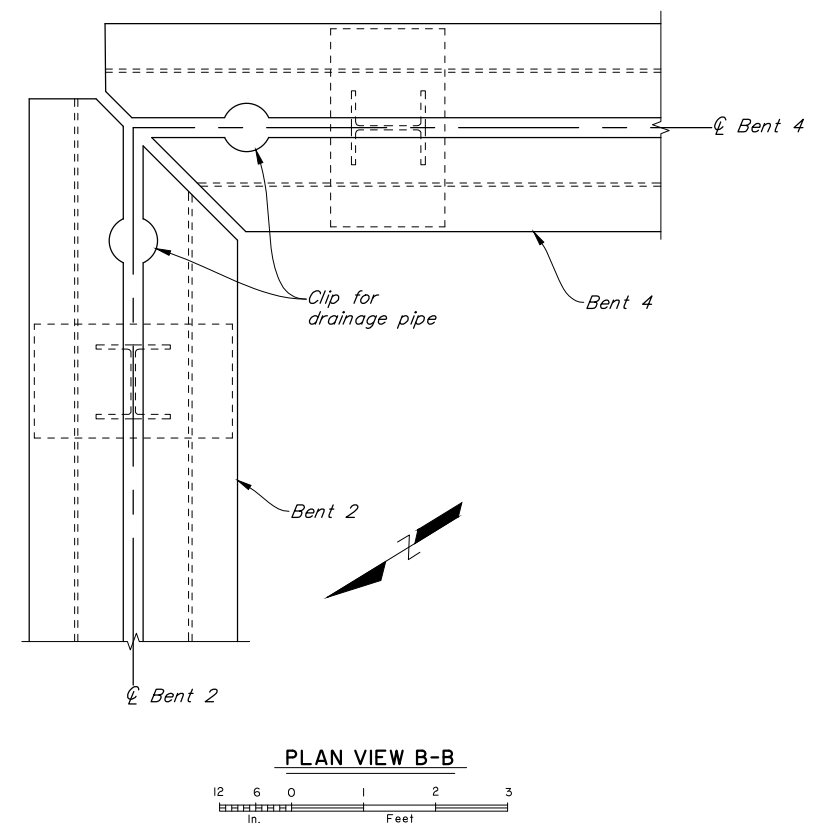 ℄ Bent 4
Clip for
drainage pipe
Bent 4
Bent 2
Z
℄ Bent 2
PLAN VIEW B-B
12 6 0 1 2 3
In. Feet